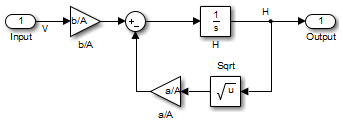 1
Input
V
b/A
b/A
+
-
1
s
H
H
1
Output
Sqrt
√u
a/A
a/A